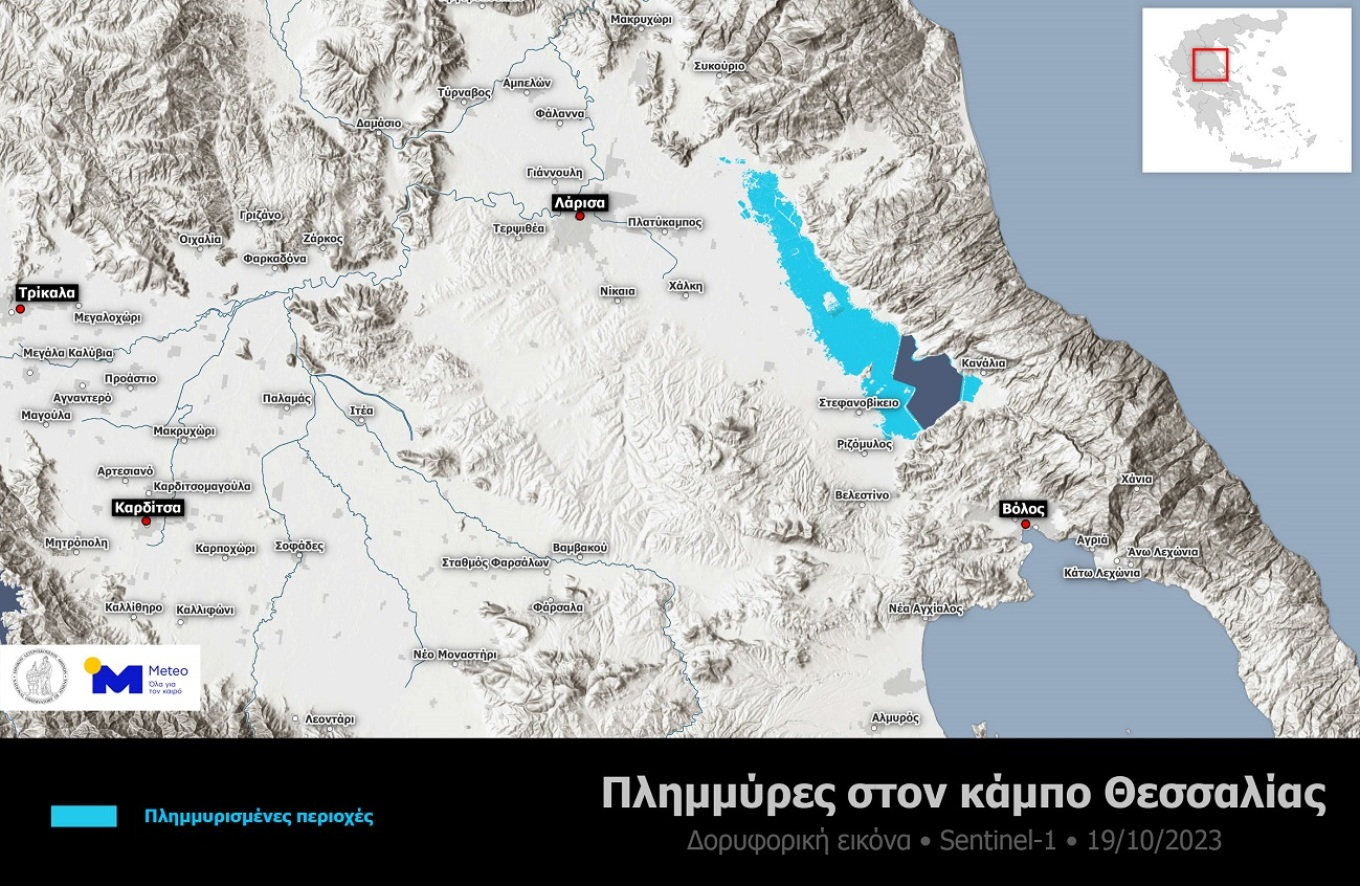 Μακρυχώρι
Συκούριο
Αμπελών
Τύρναβος
Φάλαννα
Δαμάσιο
Γιάννουλη
Λάρισα
Γριζάνο
Τερψιθέα
Πλατύκαμπος
Οιχαλία
Ζάρκος
Φαρκαδόνα
Τρίκαλα
Νίκαια
Χάλκη
Μεγαλοχώρι
Μεγάλα Καλύβια
Κανάλια
Προάστιο
Αγναντερό
Παλαμάς
Ιτέα
Στεφανοβίκειο
Μαγούλα
Μακρυχώρι
Ριζόμυλος
Αρτεσιανό
Καρδιτσομαγούλα
Χάνια
Βελεστίνο
Καρδίτσα
Βόλος
Μητρόπολη
Καρποχώρι
Σοφάδες
Βαμβακού
Αγριά
Άνω Λεχώνια
Σταθμός Φαρσάλων
Κάτω Λεχώνια
Καλλίθηρο
Καλλιφώνι
Φάρσαλα
Νέα Αγχίαλος
Νέο Μοναστήρι
Meteo
Όλα για
τον καιρό
Λεοντάρι
Αλμυρός
Πλημμύρες στον κάμπο Θεσσαλίας
Πλημμυρισμένες περιοχές
Δορυφορική εικόνα • Sentinel-1 • 19/10/2023